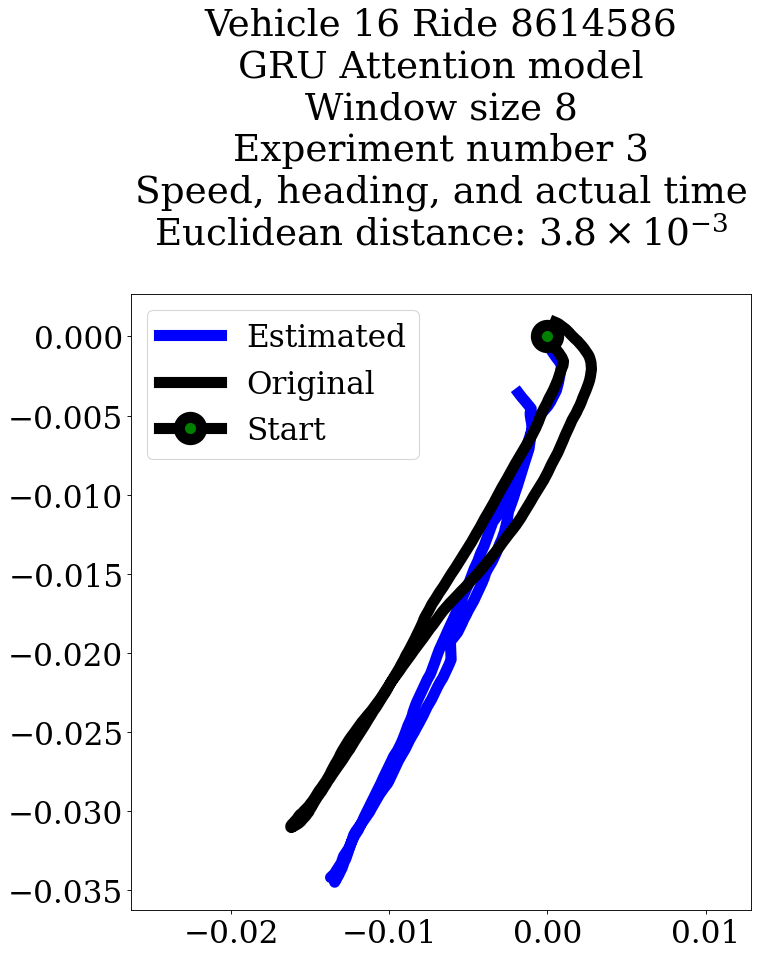 Vehicle 16 Ride 8614586
GRU Attention model
Window size 8
Experiment number 3
Speed, heading, and actual time
Euclidean distance: 3.8 × 10⁻³
Estimated
Original
Start
0.000
−0.005
−0.010
−0.015
−0.020
−0.025
−0.030
−0.035
−0.02
−0.01
0.00
0.01